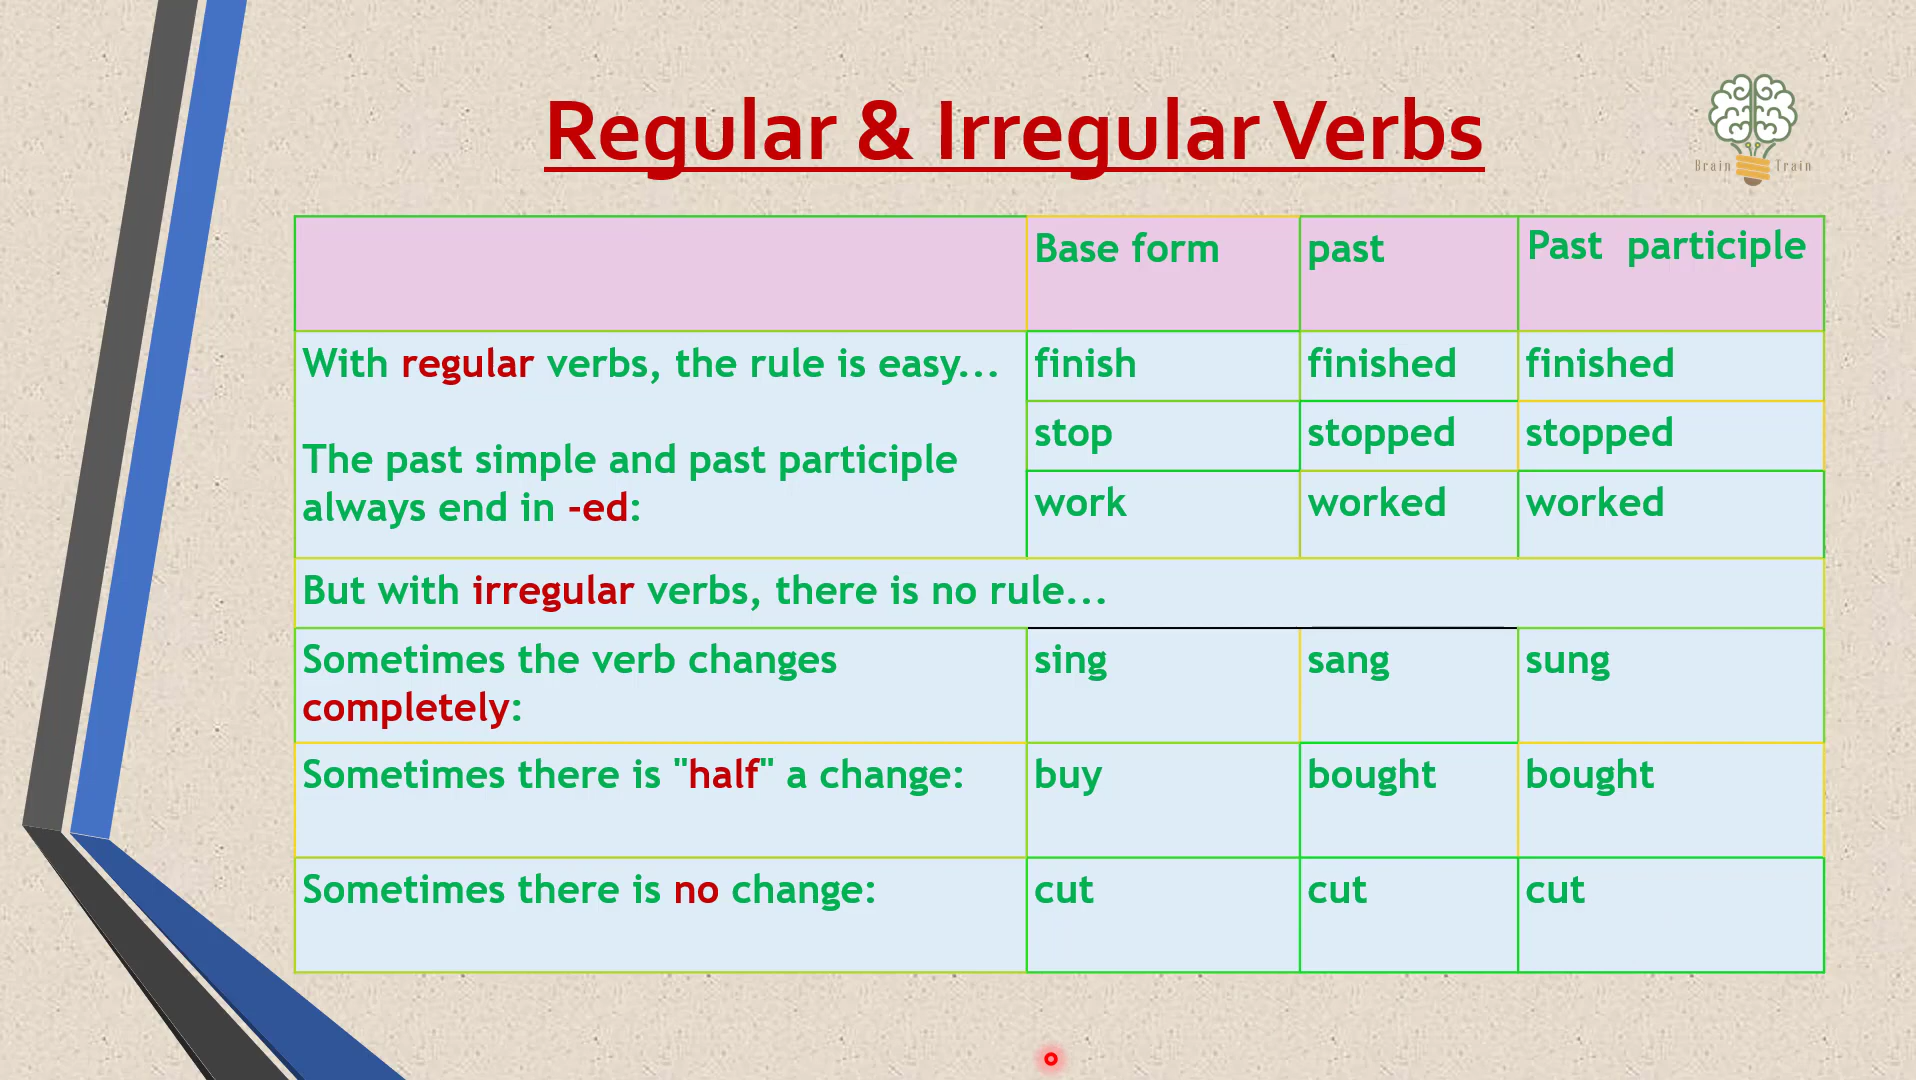 Regular & Irregular Verbs
Brain Train
Base form past Past participle
With regular verbs, the rule is easy... finish finished finished
stop stopped stopped
The past simple and past participle
always end in -ed: work worked worked
But with irregular verbs, there is no rule...
Sometimes the verb changes sing sang sung
completely:
Sometimes there is "half" a change: buy bought bought
Sometimes there is no change: cut cut cut